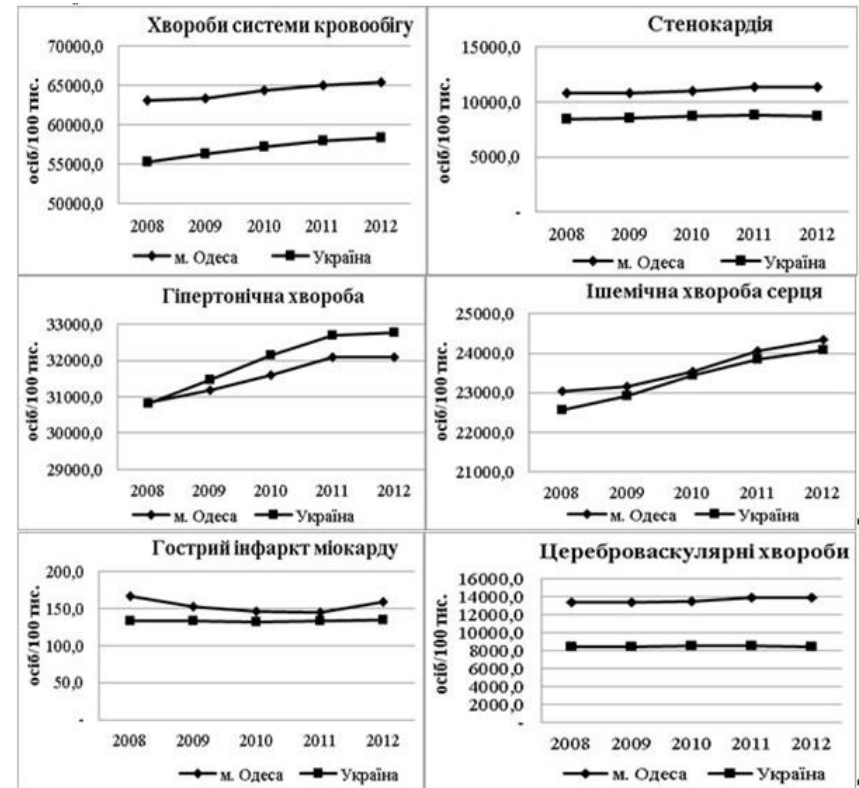 Хвороби системи кровообігу
осіб/100 тис.
70000,0
65000,0
60000,0
55000,0
50000,0
2008 2009 2010 2011 2012
м. Одеса Україна
Стенокардія
осіб/100 тис.
15000,0
10000,0
5000,0
-
2008 2009 2010 2011 2012
м. Одеса Україна
Гіпертонічна хвороба
осіб/100 тис.
33000,0
32000,0
31000,0
30000,0
29000,0
2008 2009 2010 2011 2012
м. Одеса Україна
Ішемічна хвороба серця
осіб/100 тис.
25000,0
24000,0
23000,0
22000,0
21000,0
2008 2009 2010 2011 2012
м. Одеса Україна
Гострий інфаркт міокарду
осіб/100 тис.
200,0
150,0
100,0
50,0
-
2008 2009 2010 2011 2012
м. Одеса Україна
Цереброваскулярні хвороби
осіб/100 тис.
16000,0
14000,0
12000,0
10000,0
8000,0
6000,0
4000,0
2000,0
-
2008 2009 2010 2011 2012
м. Одеса Україна